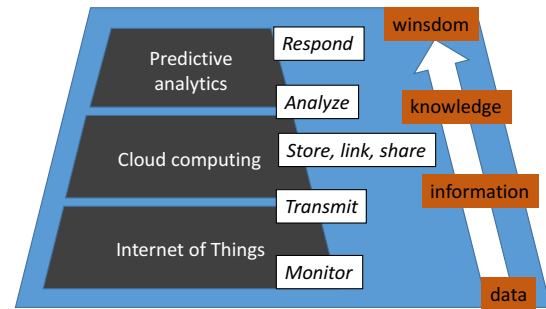 winsdom
Respond
Predictive
analytics
Analyze
knowledge
Store, link, share
Cloud computing
information
Transmit
Internet of Things
Monitor
data